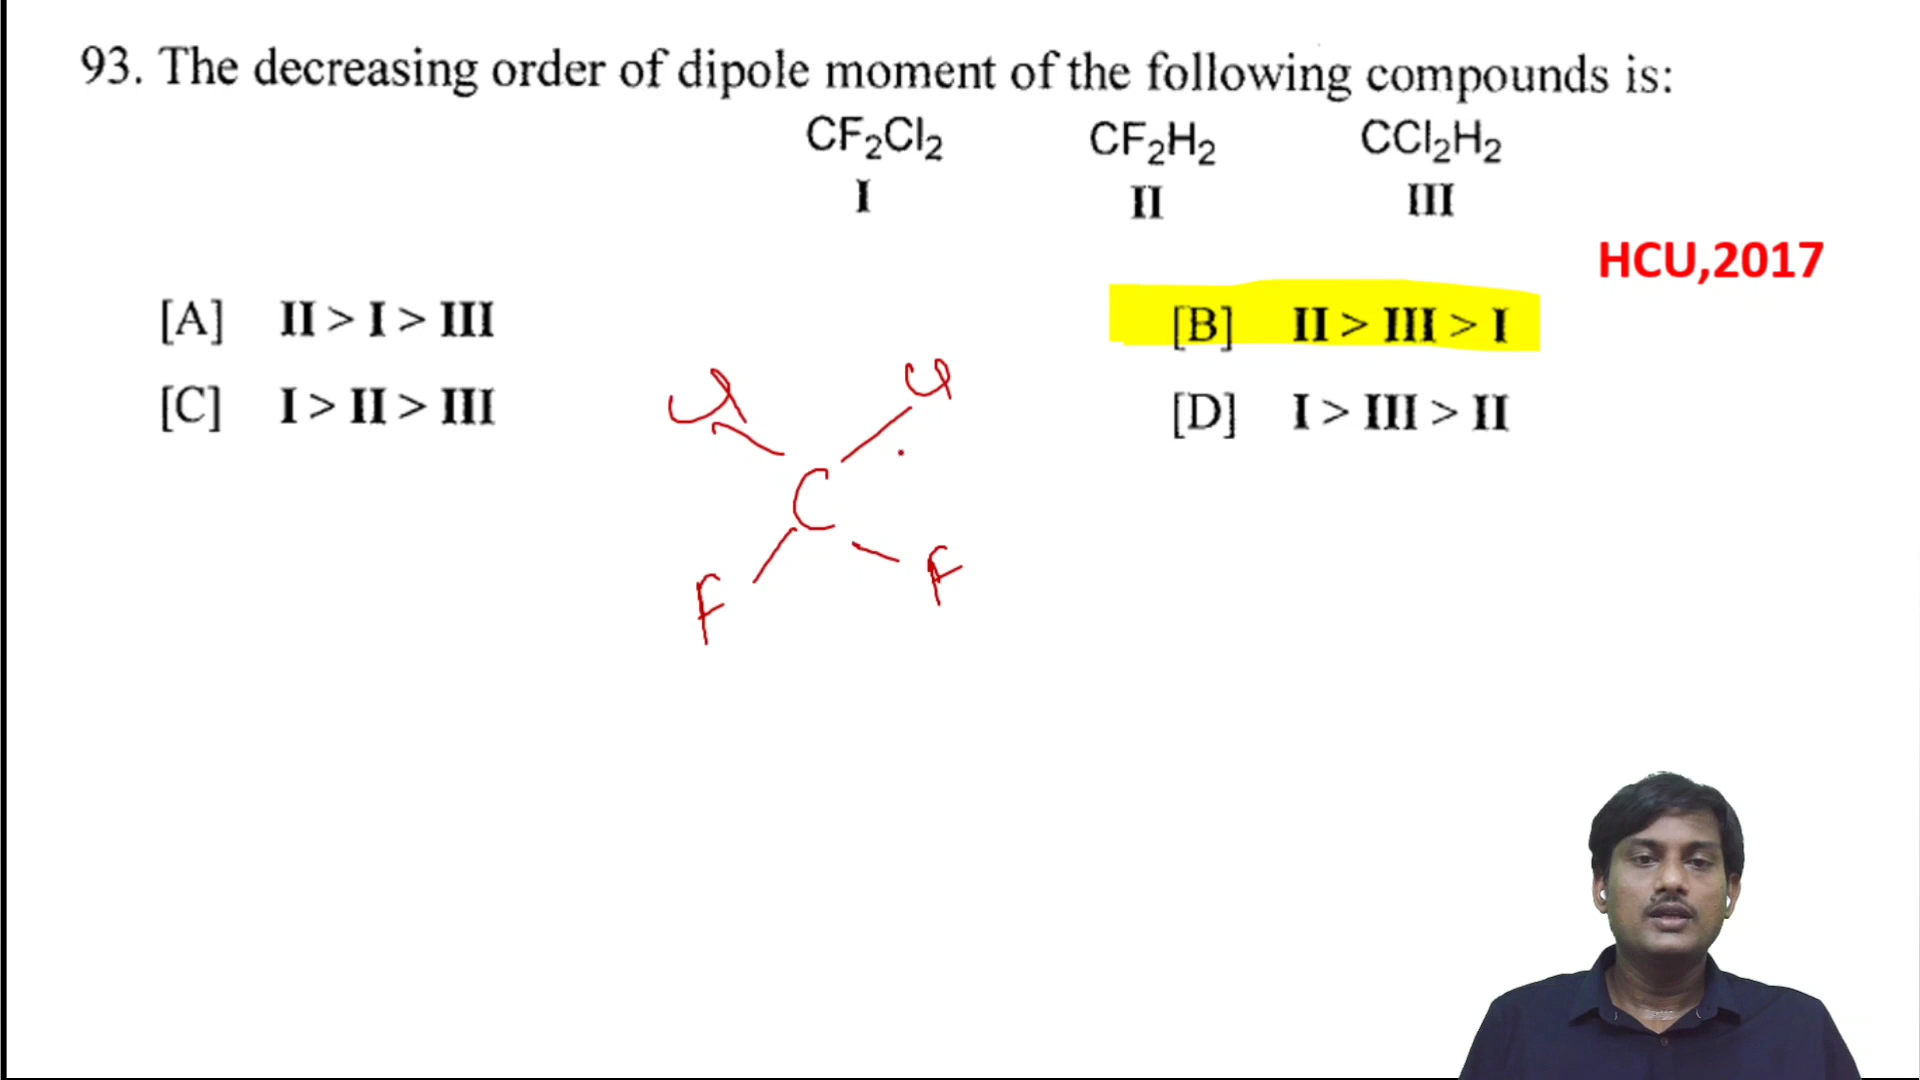 93. The decreasing order of dipole moment of the following compounds is:
CF₂Cl₂ CF₂H₂ CCl₂H₂
I II III
HCU,2017
[A] II > I > III [B] II > III > I
[C] I > II > III [D] I > III > II
Cl Cl
C
F F